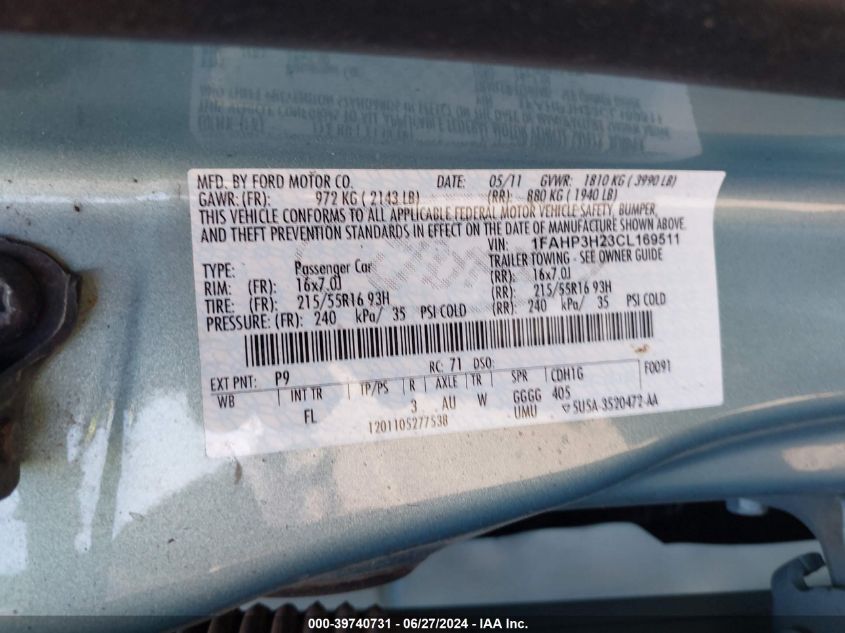 MFD. BY FORD MOTOR CO. DATE: 05/11 GVWR: 1810 KG ( 3990 LB)
GAWR: (FR): 972 KG ( 2143 LB) (RR): 880 KG ( 1940 LB)
THIS VEHICLE CONFORMS TO ALL APPLICABLE FEDERAL MOTOR VEHICLE SAFETY, BUMPER,
AND THEFT PREVENTION STANDARDS IN EFFECT ON THE DATE OF MANUFACTURE SHOWN ABOVE.
VIN: 1FAHP3H23CL169511
TYPE: Passenger Car TRAILER TOWING - SEE OWNER GUIDE
RIM: (FR): 16x7.0J (RR): 16x7.0J
TIRE: (FR): 215/55R16 93H (RR): 215/55R16 93H
PRESSURE: (FR): 240 kPa/ 35 PSI COLD (RR): 240 kPa/ 35 PSI COLD
EXT PNT: P9 RC: 71 DSO: F0091
WB INT TR TP/PS R AXLE TR SPR CDH1G
FL 3 AU W GGGG 405
1201105277538 UMU 5U5A-3520472-AA
000-39740731 - 06/27/2024 - IAA Inc.